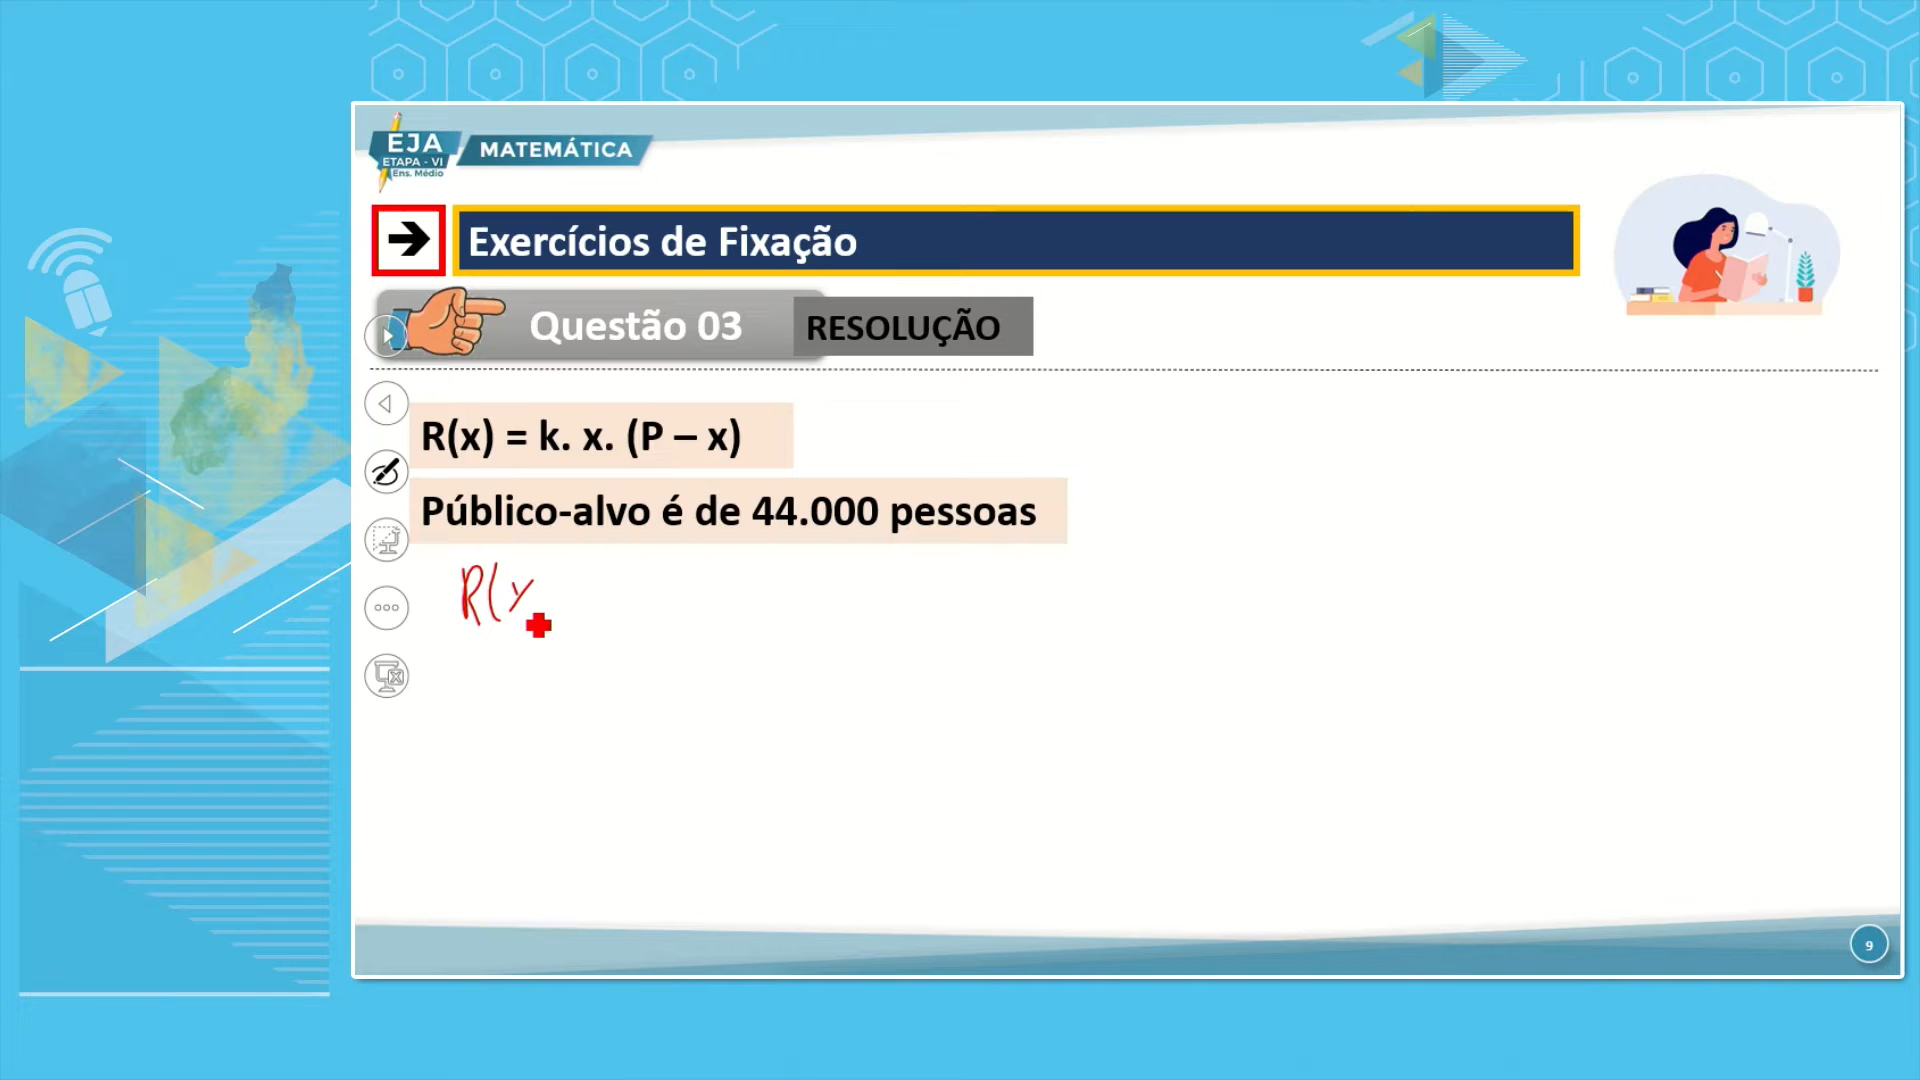 EJA
ETAPA - VI
Ens. Médio
MATEMÁTICA
Exercícios de Fixação
Questão 03
RESOLUÇÃO
R(x) = k. x. (P – x)
Público-alvo é de 44.000 pessoas
R(x
9